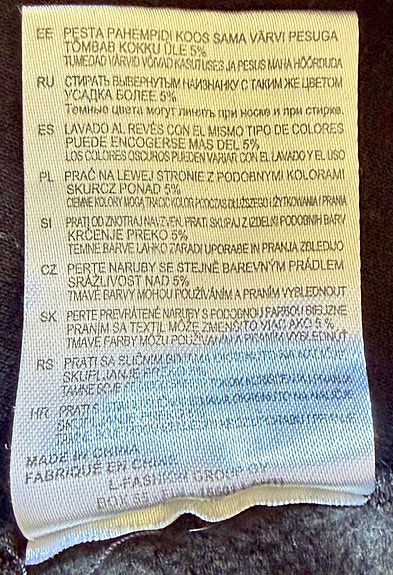 EE PESTA PAHEMPIDI KOOS SAMA VÄRVI PESUGA
TÕMBAB KOKKU ÜLE 5%
TUMEDAD VÄRVID VÕIVAD KASUTUSES JA PESUS MAHA HÕÕRDUDA
RU СТИРАТЬ ВЫВЕРНУТЫМ НАИЗНАНКУ С ТАКИМ ЖЕ ЦВЕТОМ
УСАДКА БОЛЕЕ 5%
Темные цвета могут линять при носке и при стирке.
ES LAVADO AL REVÉS CON EL MISMO TIPO DE COLORES
PUEDE ENCOGERSE MAS DEL 5%
LOS COLORES OSCUROS PUEDEN VARIAR CON EL LAVADO Y EL USO
PL PRAĆ NA LEWEJ STRONIE Z PODOBNYMI KOLORAMI
SKURCZ PONAD 5%
CIEMNE KOLORY MOGĄ TRACIĆ KOLOR PODCZAS DŁUŻSZEGO UŻYTKOWANIA I PRANIA
SI PRATI OD ZNOTRAJ NAVZVEN. PRATI SKUPAJ Z IZDELKI PODOBNIH BARV
KRČENJE PREKO 5%
TEMNE BARVE LAHKO ZARADI UPORABE IN PRANJA ZBLEDIJO
CZ PERTE NARUBY SE STEJNĚ BAREVNÝM PRÁDLEM
SRÁŽLIVOST NAD 5%
TMAVÉ BARVY MOHOU POUŽÍVÁNÍM A PRANÍM VYBLEDNOUT
SK PERTE PREVRÁTENÉ NARUBY S PODOBNOU FARBOU BIELIZNE
PRANÍM SA TEXTIL MÔŽE ZMENŠIŤ O VIAC AKO 5 %
TMAVÉ FARBY MÔŽU POUŽÍVANÍM A PRANÍM VYBLEDNÚŤ
RS PRATI SA SLIČNIM
SKUPLJANJE
TAMNE BOJE
HR PRATI
MADE IN CHINA
FABRIQUÉ EN CHINE
L-FASHION GROUP OY
BOX